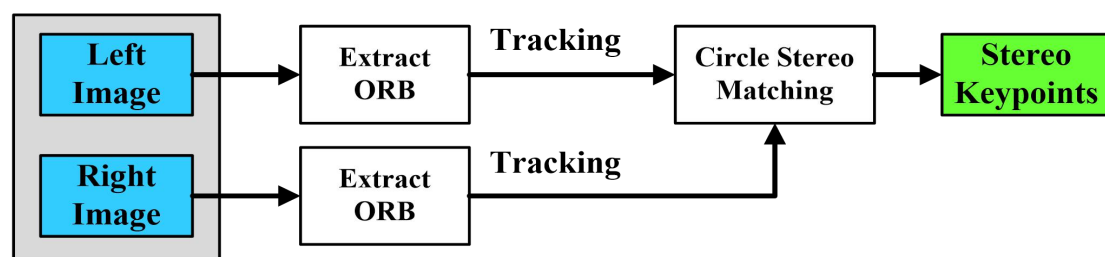 Left
Image
Extract
ORB
Tracking
Circle Stereo
Matching
Stereo
Keypoints
Right
Image
Extract
ORB
Tracking